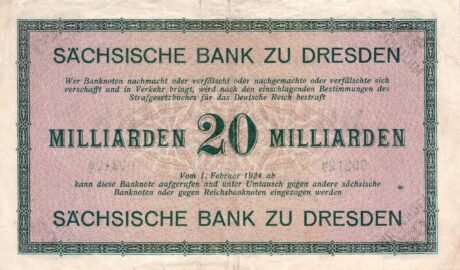 SÄCHSISCHE BANK ZU DRESDEN
Wer Banknoten nachmacht oder verfälscht oder nachgemachte oder verfälschte sich
verschafft und in Verkehr bringt, wird nach den einschlagenden Bestimmungen des
Strafgesetzbuches für das Deutsche Reich bestraft
MILLIARDEN 20 MILLIARDEN
Vom 1. Februar 1924 ab
kann diese Banknote aufgerufen und unter Umtausch gegen andere sächsische
Banknoten oder gegen Reichsbanknoten eingezogen werden
SÄCHSISCHE BANK ZU DRESDEN